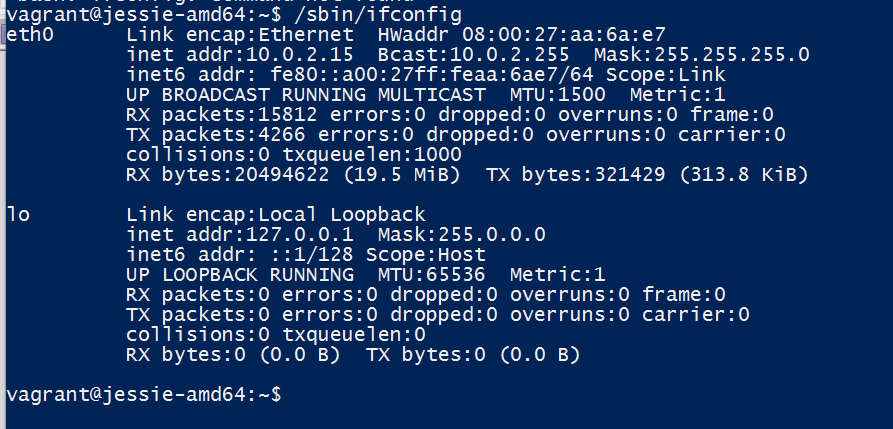 vagrant@jessie-amd64:~$ /sbin/ifconfig
eth0      Link encap:Ethernet  HWaddr 08:00:27:aa:6a:e7
          inet addr:10.0.2.15  Bcast:10.0.2.255  Mask:255.255.255.0
          inet6 addr: fe80::a00:27ff:feaa:6ae7/64 Scope:Link
          UP BROADCAST RUNNING MULTICAST  MTU:1500  Metric:1
          RX packets:15812 errors:0 dropped:0 overruns:0 frame:0
          TX packets:4266 errors:0 dropped:0 overruns:0 carrier:0
          collisions:0 txqueuelen:1000
          RX bytes:20494622 (19.5 MiB)  TX bytes:321429 (313.8 KiB)

lo        Link encap:Local Loopback
          inet addr:127.0.0.1  Mask:255.0.0.0
          inet6 addr: ::1/128 Scope:Host
          UP LOOPBACK RUNNING  MTU:65536  Metric:1
          RX packets:0 errors:0 dropped:0 overruns:0 frame:0
          TX packets:0 errors:0 dropped:0 overruns:0 carrier:0
          collisions:0 txqueuelen:0
          RX bytes:0 (0.0 B)  TX bytes:0 (0.0 B)

vagrant@jessie-amd64:~$